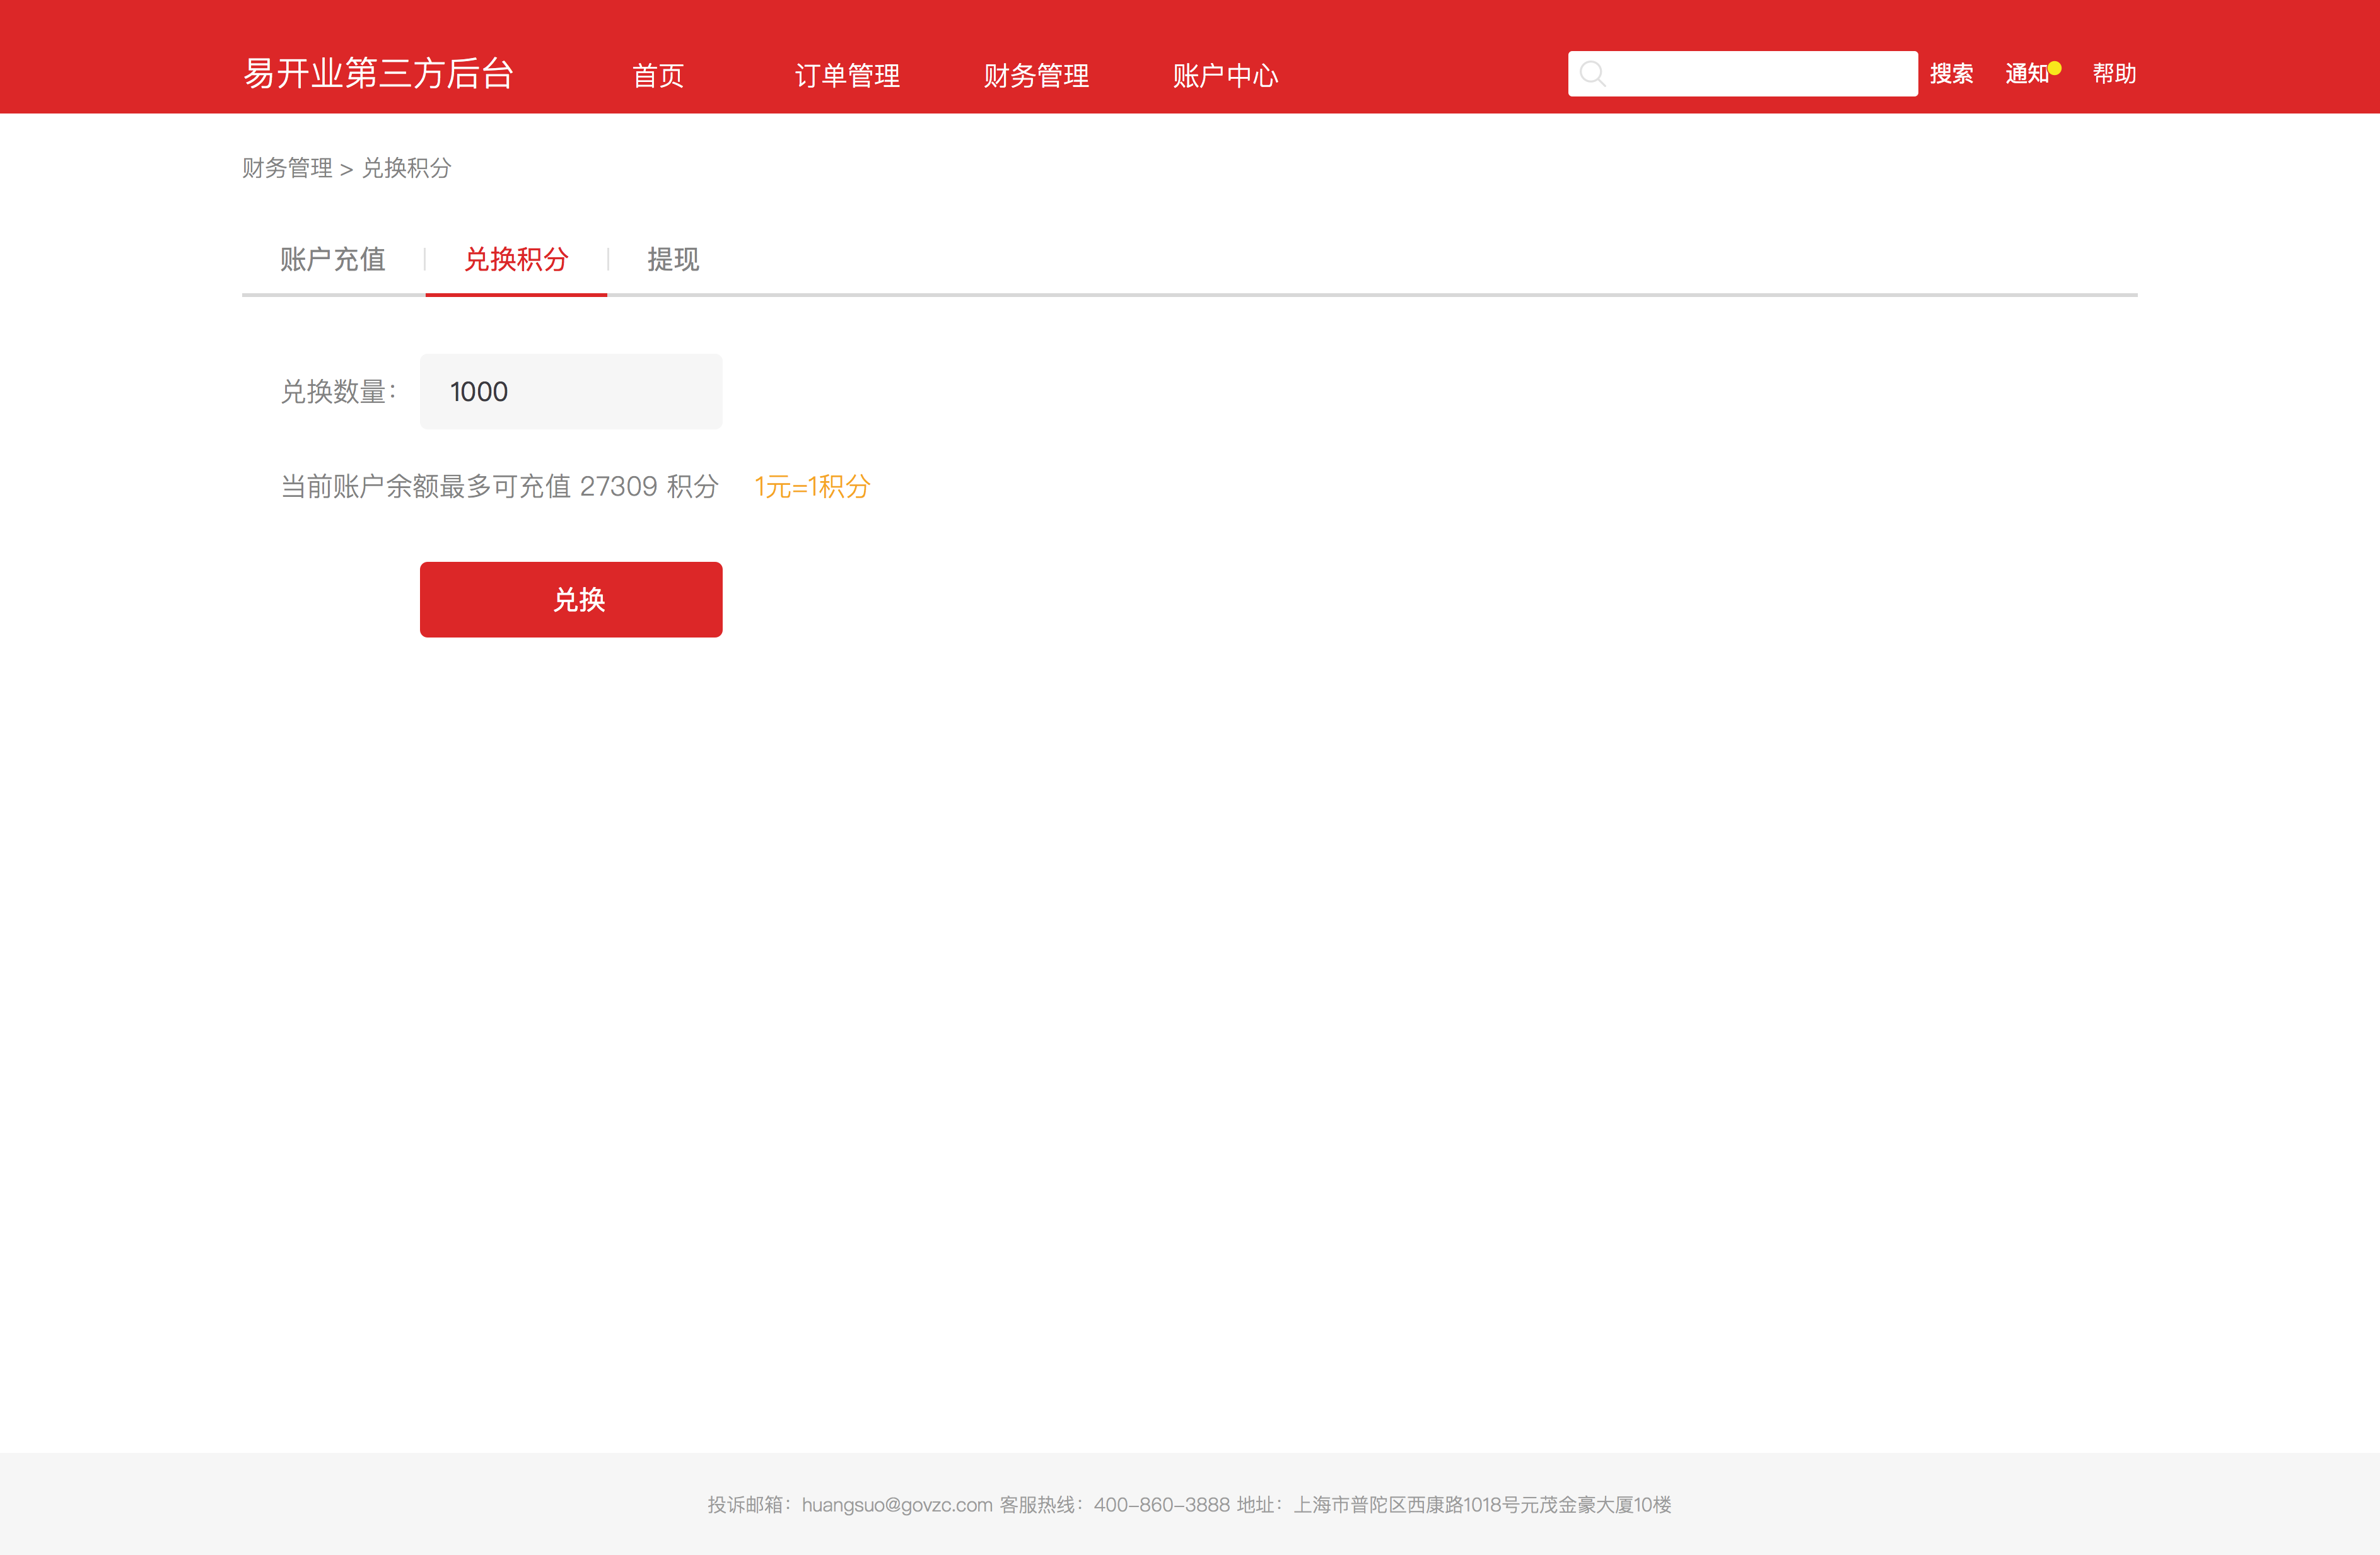 易开业第三方后台 首页 订单管理 财务管理 账户中心 搜索 通知 帮助
财务管理 > 兑换积分
账户充值 兑换积分 提现
兑换数量： 1000
当前账户余额最多可充值 27309 积分 1元=1积分
兑换
投诉邮箱：huangsuo@govzc.com 客服热线：400-860-3888 地址：上海市普陀区西康路1018号元茂金豪大厦10楼